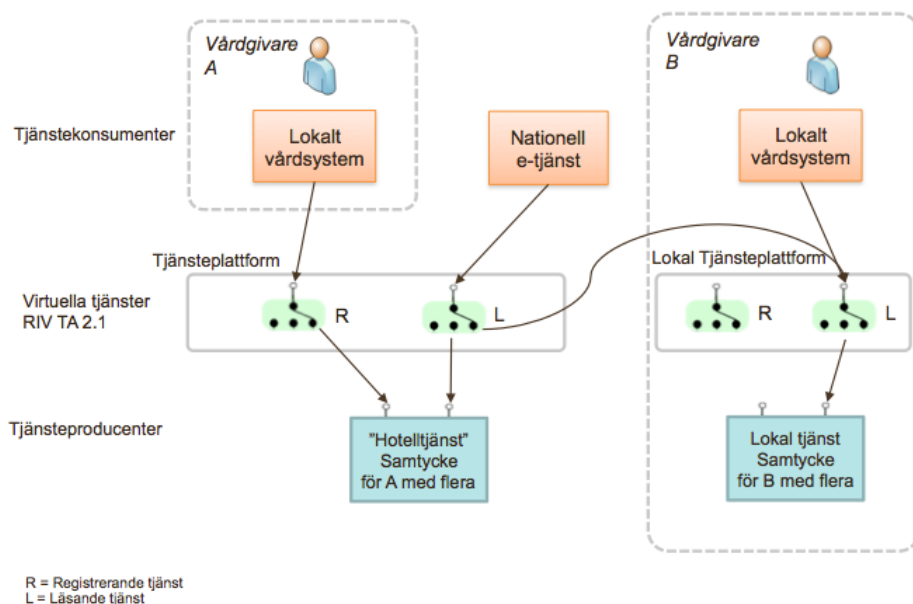 Vårdgivare
A
Vårdgivare
B
Tjänstekonsumenter
Lokalt
vårdsystem
Nationell
e-tjänst
Lokalt
vårdsystem
Tjänsteplattform
Lokal Tjänsteplattform
Virtuella tjänster
RIV TA 2.1
R
L
R
L
Tjänsteproducenter
"Hotelltjänst"
Samtycke
för A med flera
Lokal tjänst
Samtycke
för B med flera
R = Registrerande tjänst
L = Läsande tjänst